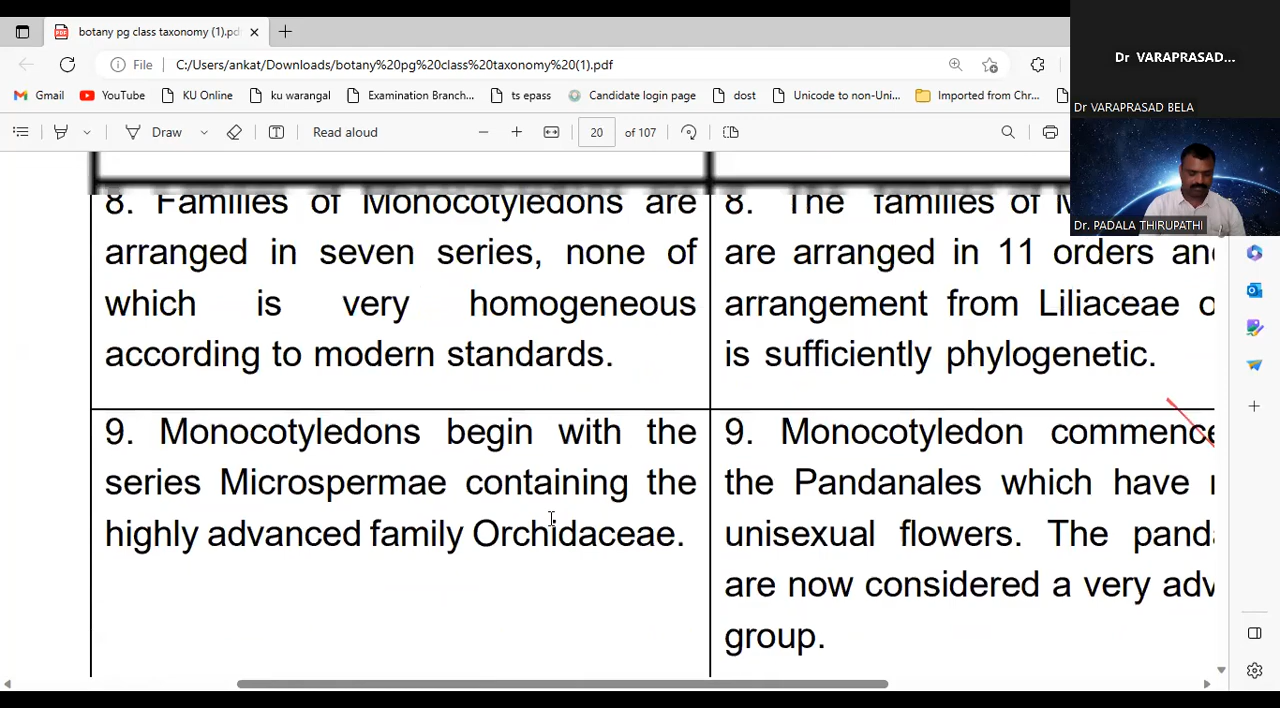 botany pg class taxonomy (1).pd
File C:/Users/ankat/Downloads/botany%20pg%20class%20taxonomy%20(1).pdf
Gmail YouTube KU Online ku warangal Examination Branch... ts epass Candidate login page dost Unicode to non-Uni... Imported from Chr...
Draw Read aloud 20 of 107
Dr VARAPRASAD...
Dr VARAPRASAD BELA
Dr. PADALA THIRUPATHI
8. Families of Monocotyledons are
arranged in seven series, none of
which is very homogeneous
according to modern standards.
8. The families of M
are arranged in 11 orders and
arrangement from Liliaceae o
is sufficiently phylogenetic.
9. Monocotyledons begin with the
series Microspermae containing the
highly advanced family Orchidaceae.
9. Monocotyledon commence
the Pandanales which have
unisexual flowers. The panda
are now considered a very adv
group.